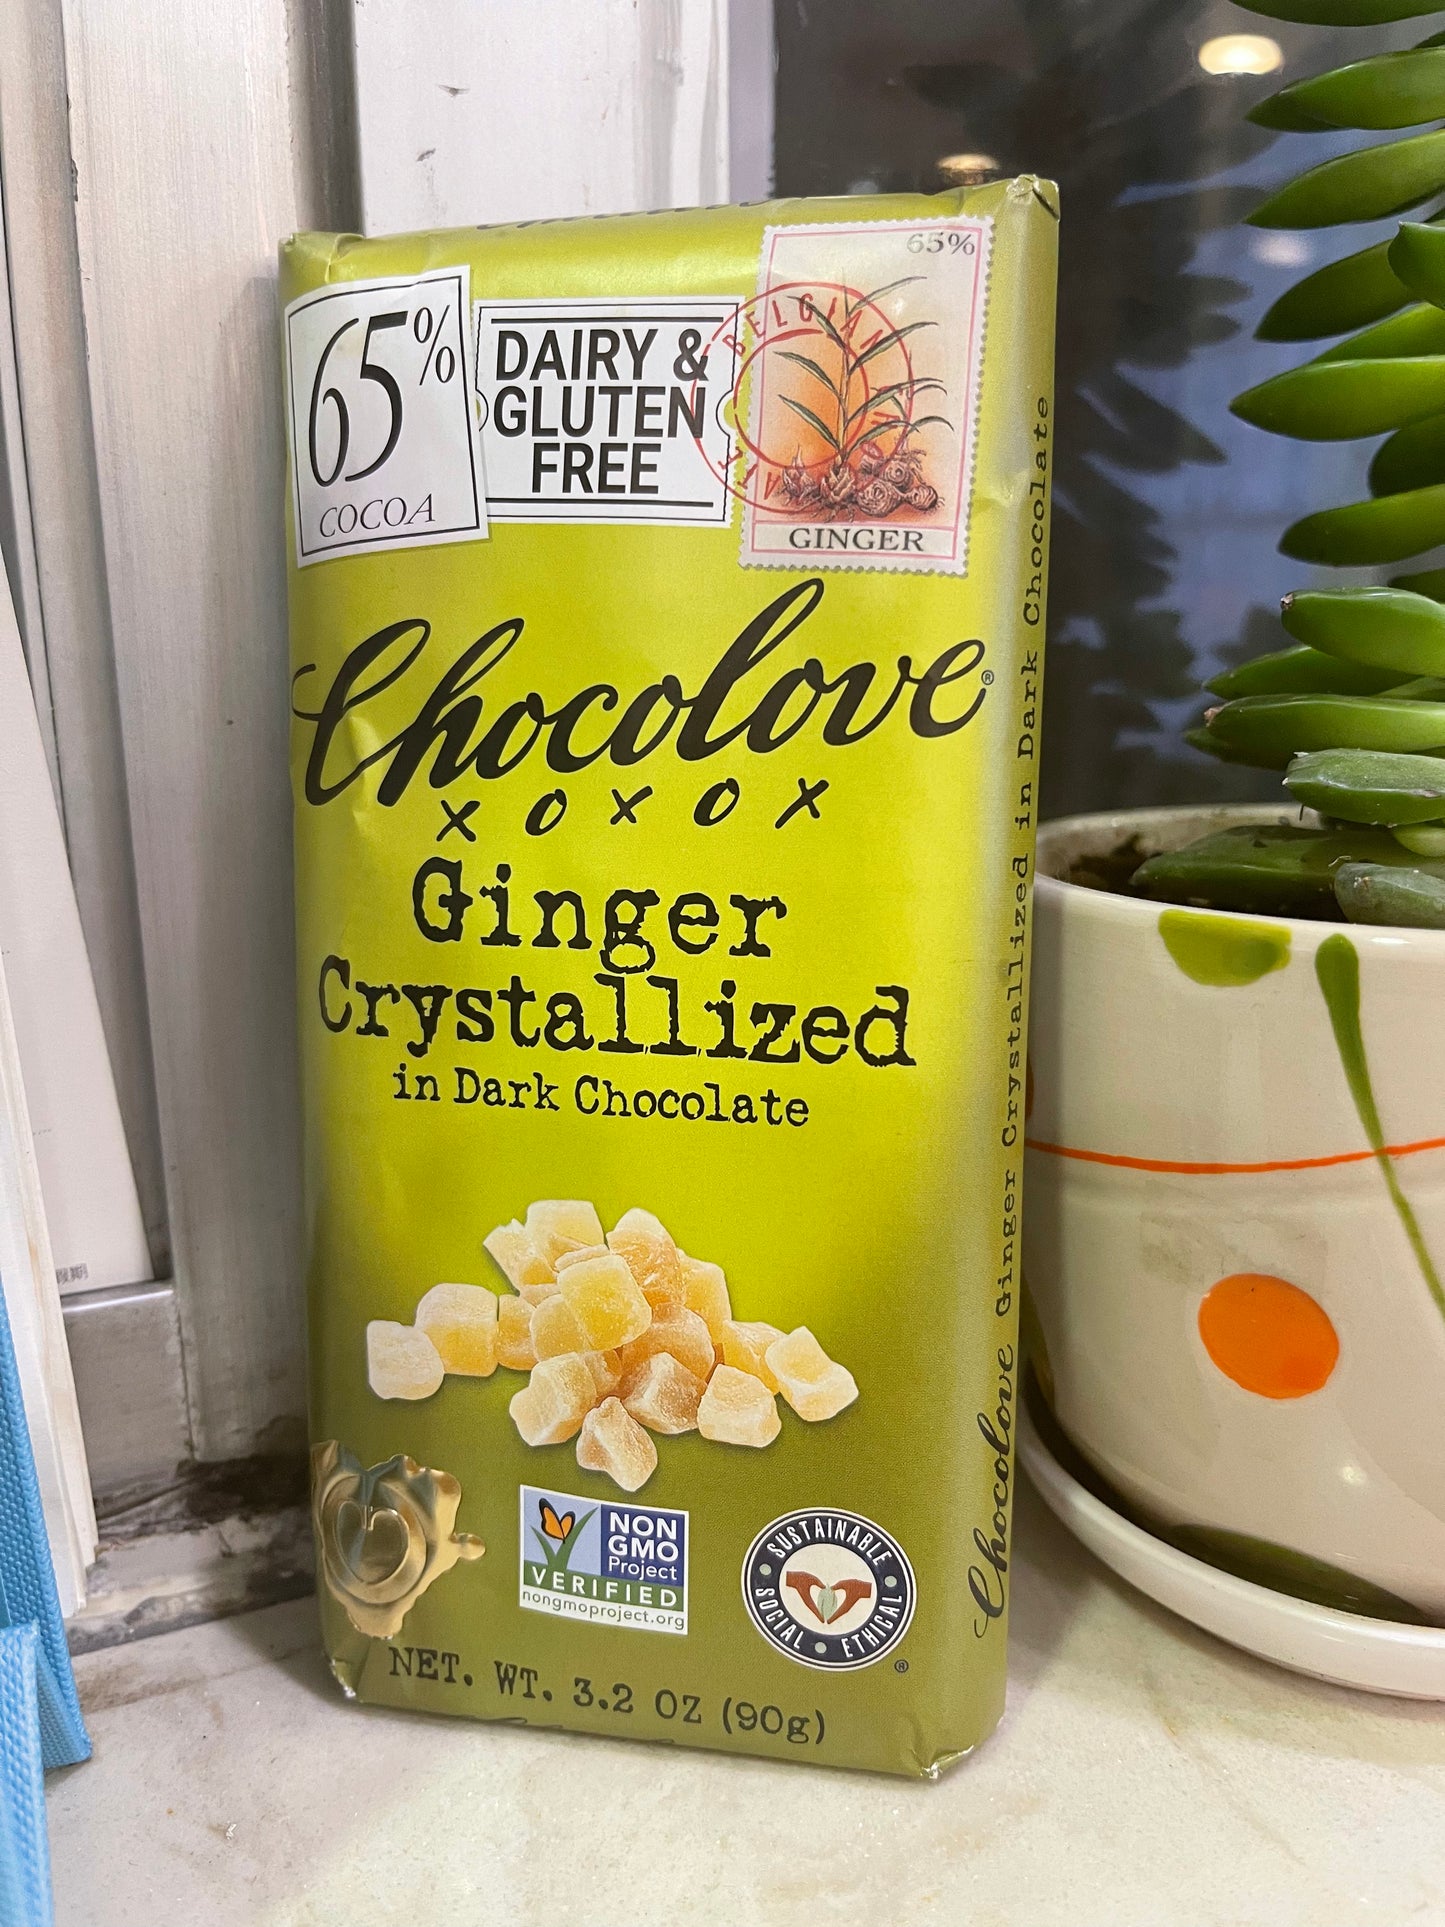 65%
COCOA
DAIRY &
GLUTEN
FREE
65%
BELGIAN
GINGER
Chocolove®
x o x o x
Ginger
Crystallized
in Dark Chocolate
NON
GMO
Project
VERIFIED
nongmoproject.org
SUSTAINABLE
SOCIAL • ETHICAL
®
NET. WT. 3.2 OZ (90g)
Chocolove Ginger Crystallized in Dark Chocolate